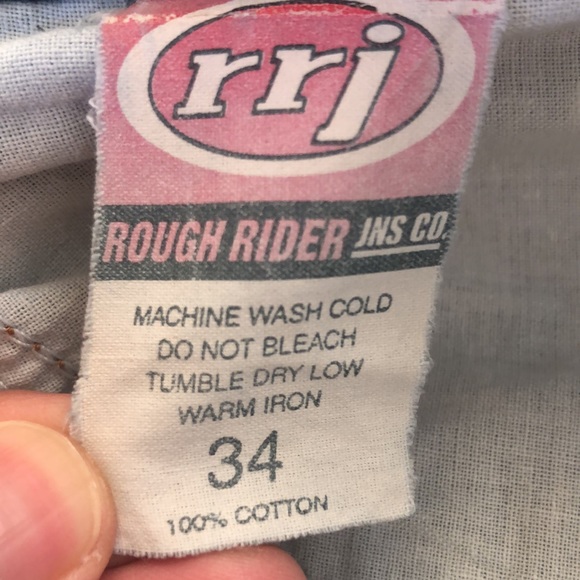 rrj
ROUGH RIDER JNS CO.
MACHINE WASH COLD
DO NOT BLEACH
TUMBLE DRY LOW
WARM IRON
34
100% COTTON